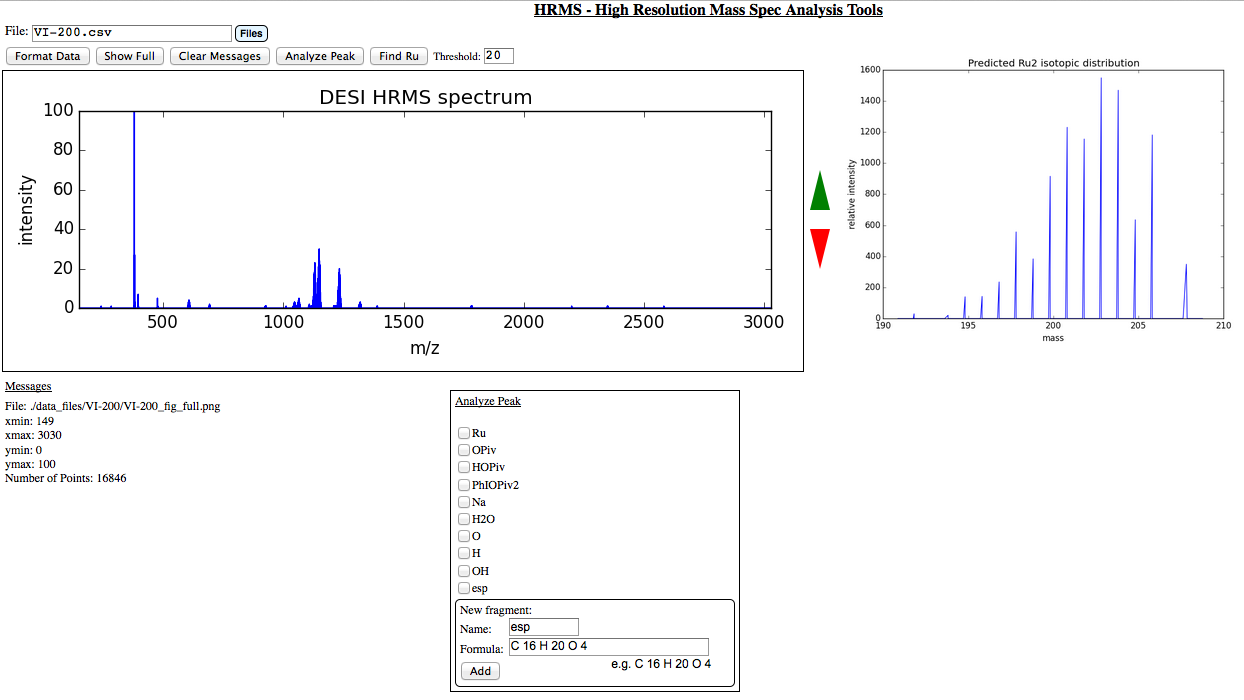 HRMS - High Resolution Mass Spec Analysis Tools
File: VI-200.csv Files
Format Data Show Full Clear Messages Analyze Peak Find Ru Threshold: 20
DESI HRMS spectrum
100
80
60
40
20
0
intensity
500 1000 1500 2000 2500 3000
m/z
Predicted Ru2 isotopic distribution
1600
1400
1200
1000
800
600
400
200
0
relative intensity
190 195 200 205 210
mass
Messages
File: ./data_files/VI-200/VI-200_fig_full.png
xmin: 149
xmax: 3030
ymin: 0
ymax: 100
Number of Points: 16846
Analyze Peak
Ru
OPiv
HOPiv
PhIOPiv2
Na
H2O
O
H
OH
esp
New fragment:
Name: esp
Formula: C 16 H 20 O 4
e.g. C 16 H 20 O 4
Add